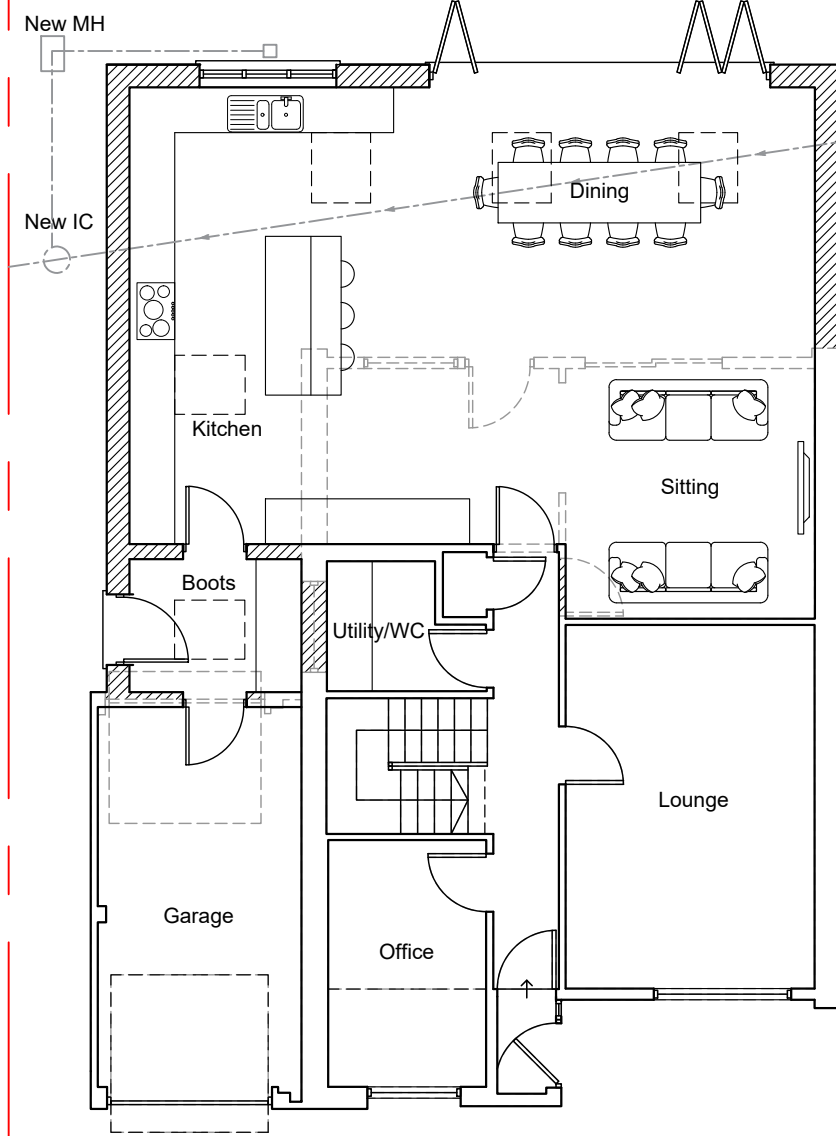 New MH
Dining
New IC
Kitchen
Sitting
Boots
Utility/WC
Lounge
Garage
Office